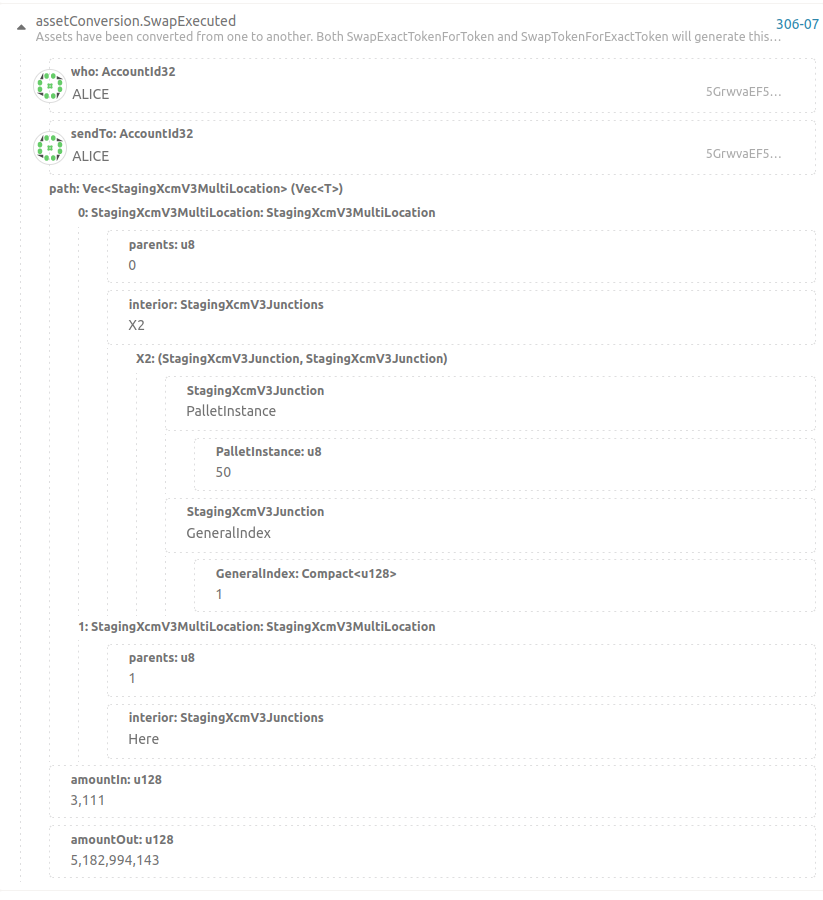 assetConversion.SwapExecuted
306-07
Assets have been converted from one to another. Both SwapExactTokenForToken and SwapTokenForExactToken will generate this…
who: AccountId32
ALICE
5GrwvaEF5…
sendTo: AccountId32
ALICE
5GrwvaEF5…
path: Vec<StagingXcmV3MultiLocation> (Vec<T>)
0: StagingXcmV3MultiLocation: StagingXcmV3MultiLocation
parents: u8
0
interior: StagingXcmV3Junctions
X2
X2: (StagingXcmV3Junction, StagingXcmV3Junction)
StagingXcmV3Junction
PalletInstance
PalletInstance: u8
50
StagingXcmV3Junction
GeneralIndex
GeneralIndex: Compact<u128>
1
1: StagingXcmV3MultiLocation: StagingXcmV3MultiLocation
parents: u8
1
interior: StagingXcmV3Junctions
Here
amountIn: u128
3,111
amountOut: u128
5,182,994,143